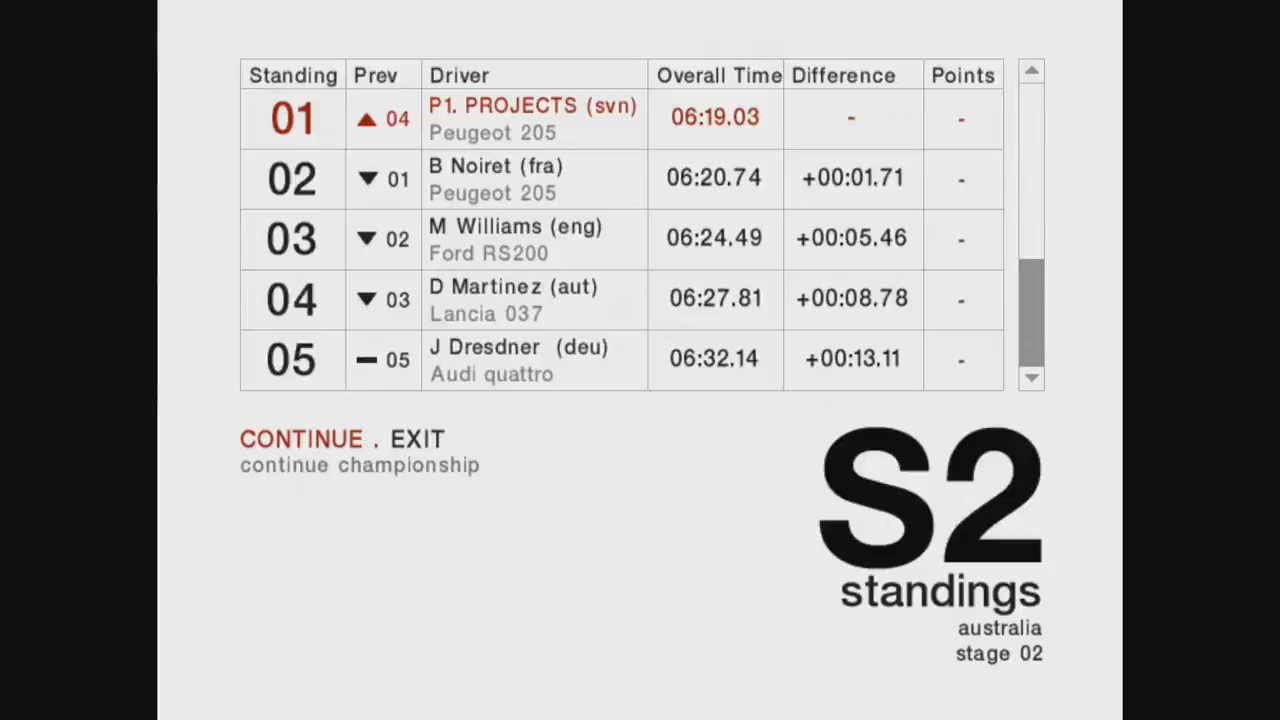 Standing Prev Driver Overall Time Difference Points
01 04 P1. PROJECTS (svn) 06:19.03 - -
Peugeot 205
02 01 B Noiret (fra) 06:20.74 +00:01.71 -
Peugeot 205
03 02 M Williams (eng) 06:24.49 +00:05.46 -
Ford RS200
04 03 D Martinez (aut) 06:27.81 +00:08.78 -
Lancia 037
05 05 J Dresdner (deu) 06:32.14 +00:13.11 -
Audi quattro
CONTINUE . EXIT
continue championship
S2
standings
australia
stage 02